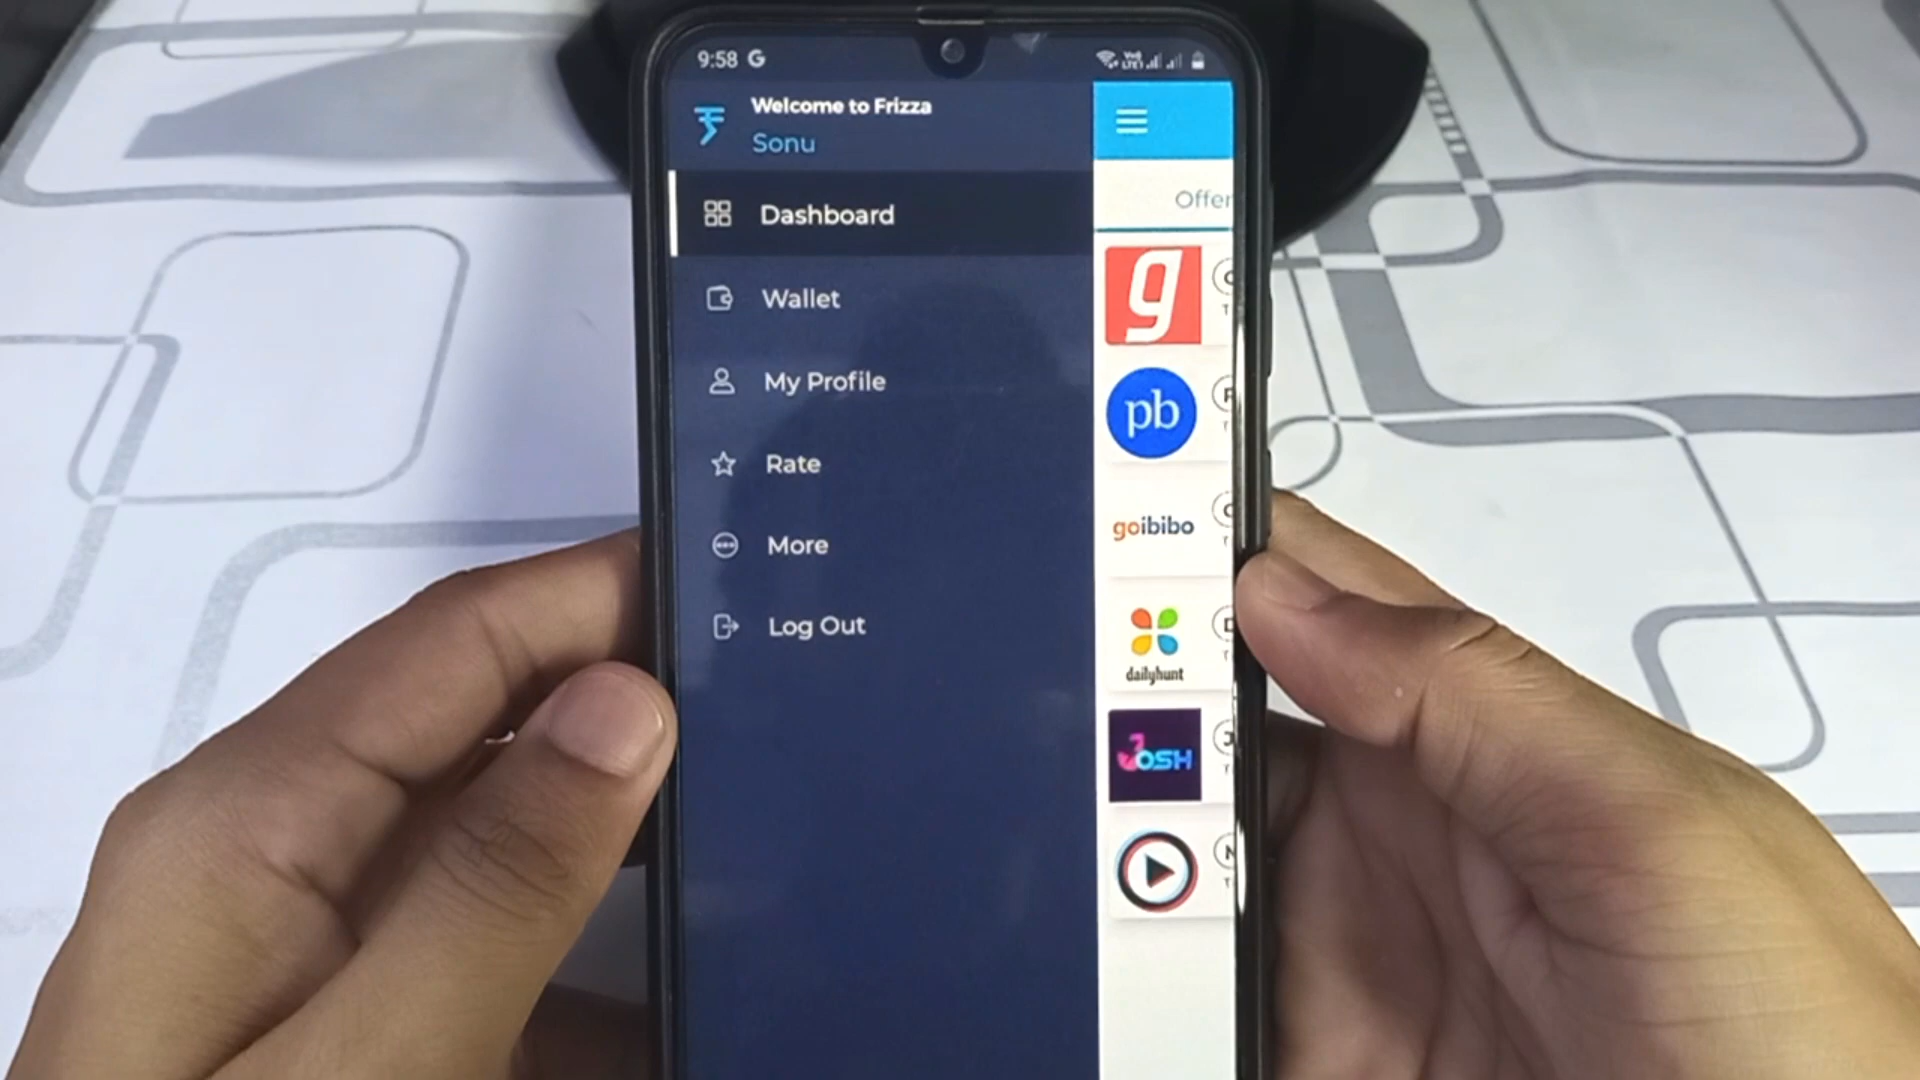 9:58 G
Welcome to Frizza
Sonu
Dashboard
Wallet
My Profile
Rate
More
Log Out
Offer
g
pb
goibibo
dailyhunt
JOSH